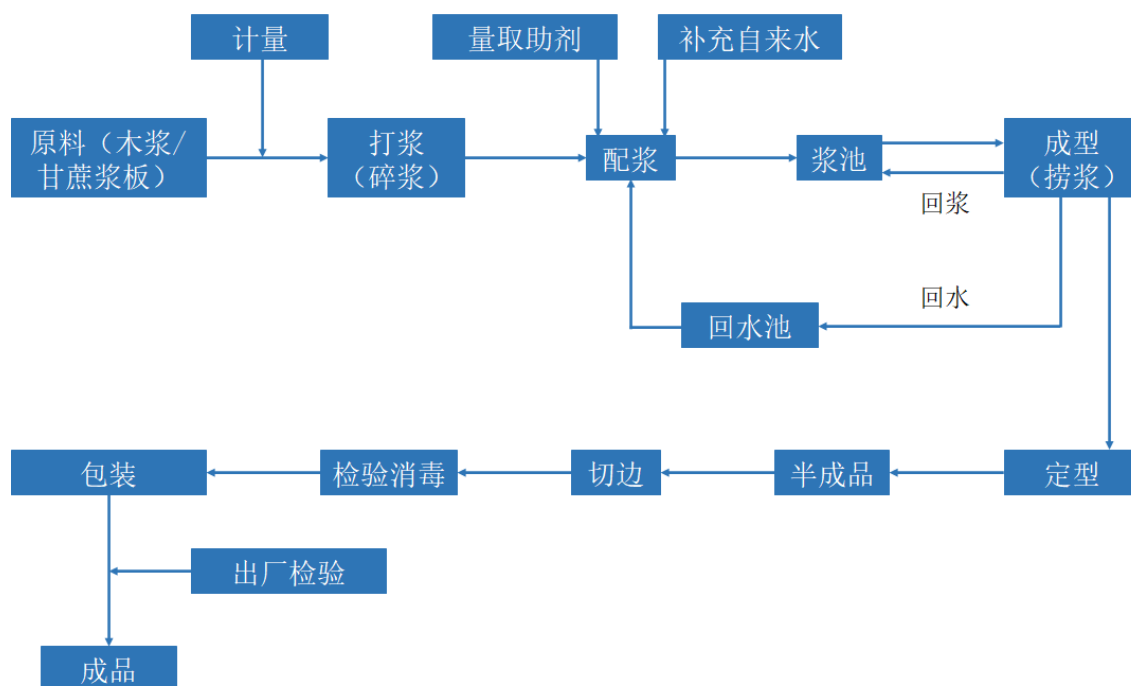 计量
量取助剂
补充自来水
原料（木浆/
甘蔗浆板）
打浆
（碎浆）
配浆
浆池
成型
（捞浆）
回浆
回水
回水池
包装
检验消毒
切边
半成品
定型
出厂检验
成品